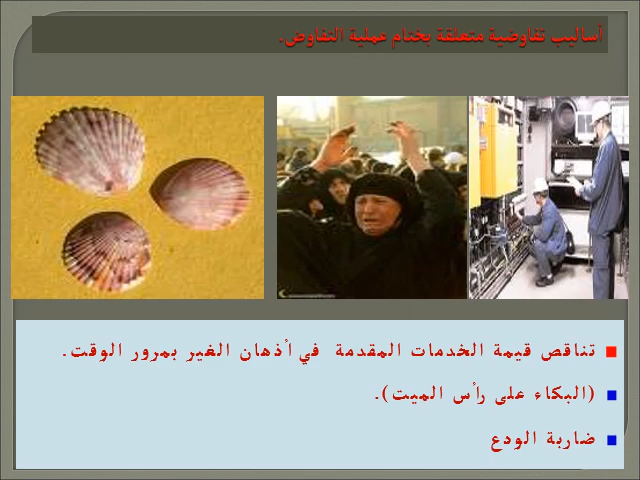 أساليب تفاوضية متعلقة بختام عملية التفاوض.
تناقص قيمة الخدمات المقدمة في أذهان الغير بمرور الوقت.
(البكاء على رأس الميت).
ضاربة الودع